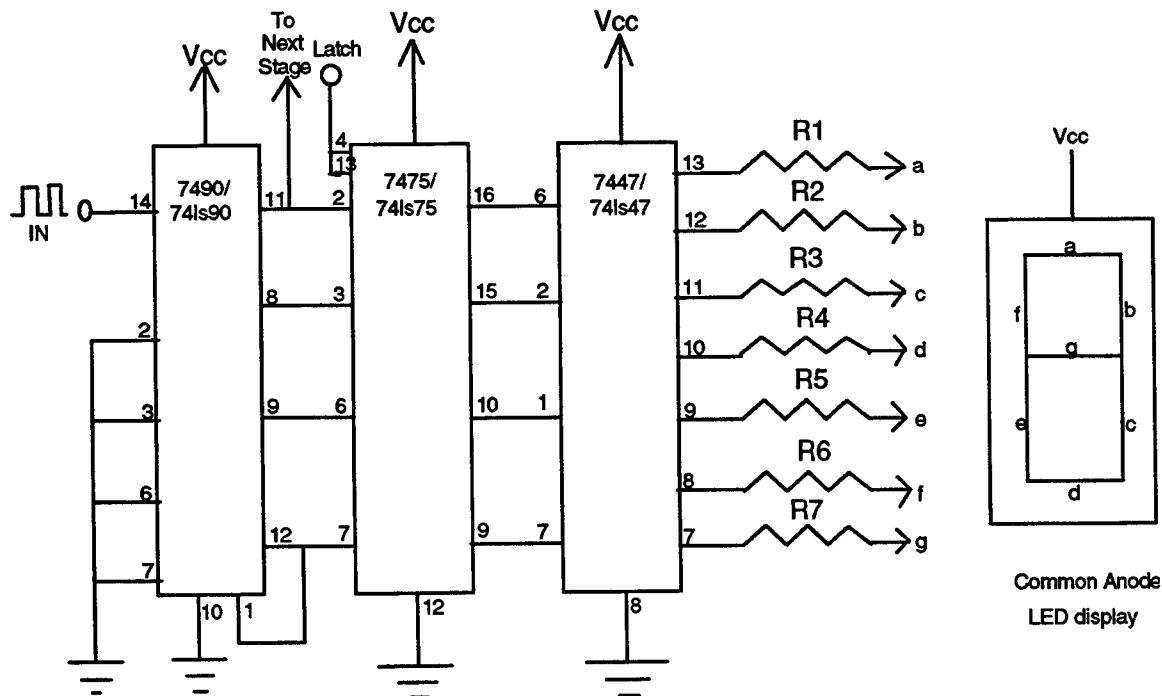 To
Next
Stage
Latch
Vcc
Vcc
Vcc
Vcc
IN
14
2
3
6
7
7490/
74ls90
11
8
9
12
10
1
4
13
2
3
6
7
7475/
74ls75
16
15
10
9
12
6
2
1
7
7447/
74ls47
13
12
11
10
9
8
7
8
R1
R2
R3
R4
R5
R6
R7
a
b
c
d
e
f
g
a
f
b
g
e
c
d
Common Anode
LED display